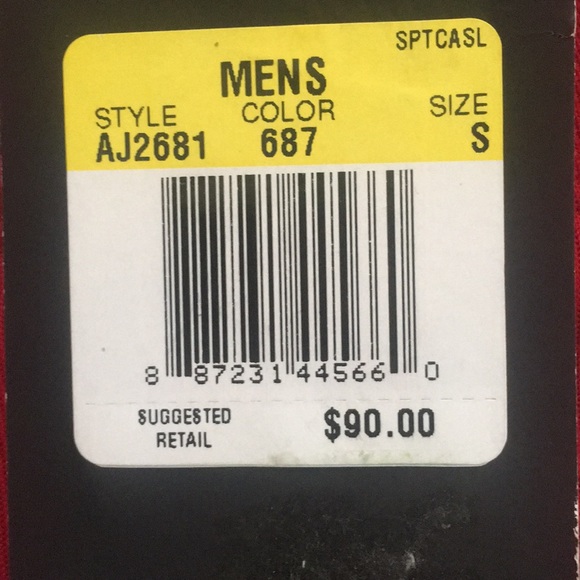 SPTCASL
MENS
STYLE COLOR SIZE
AJ2681 687 S
8 87231 44566 0
SUGGESTED RETAIL $90.00